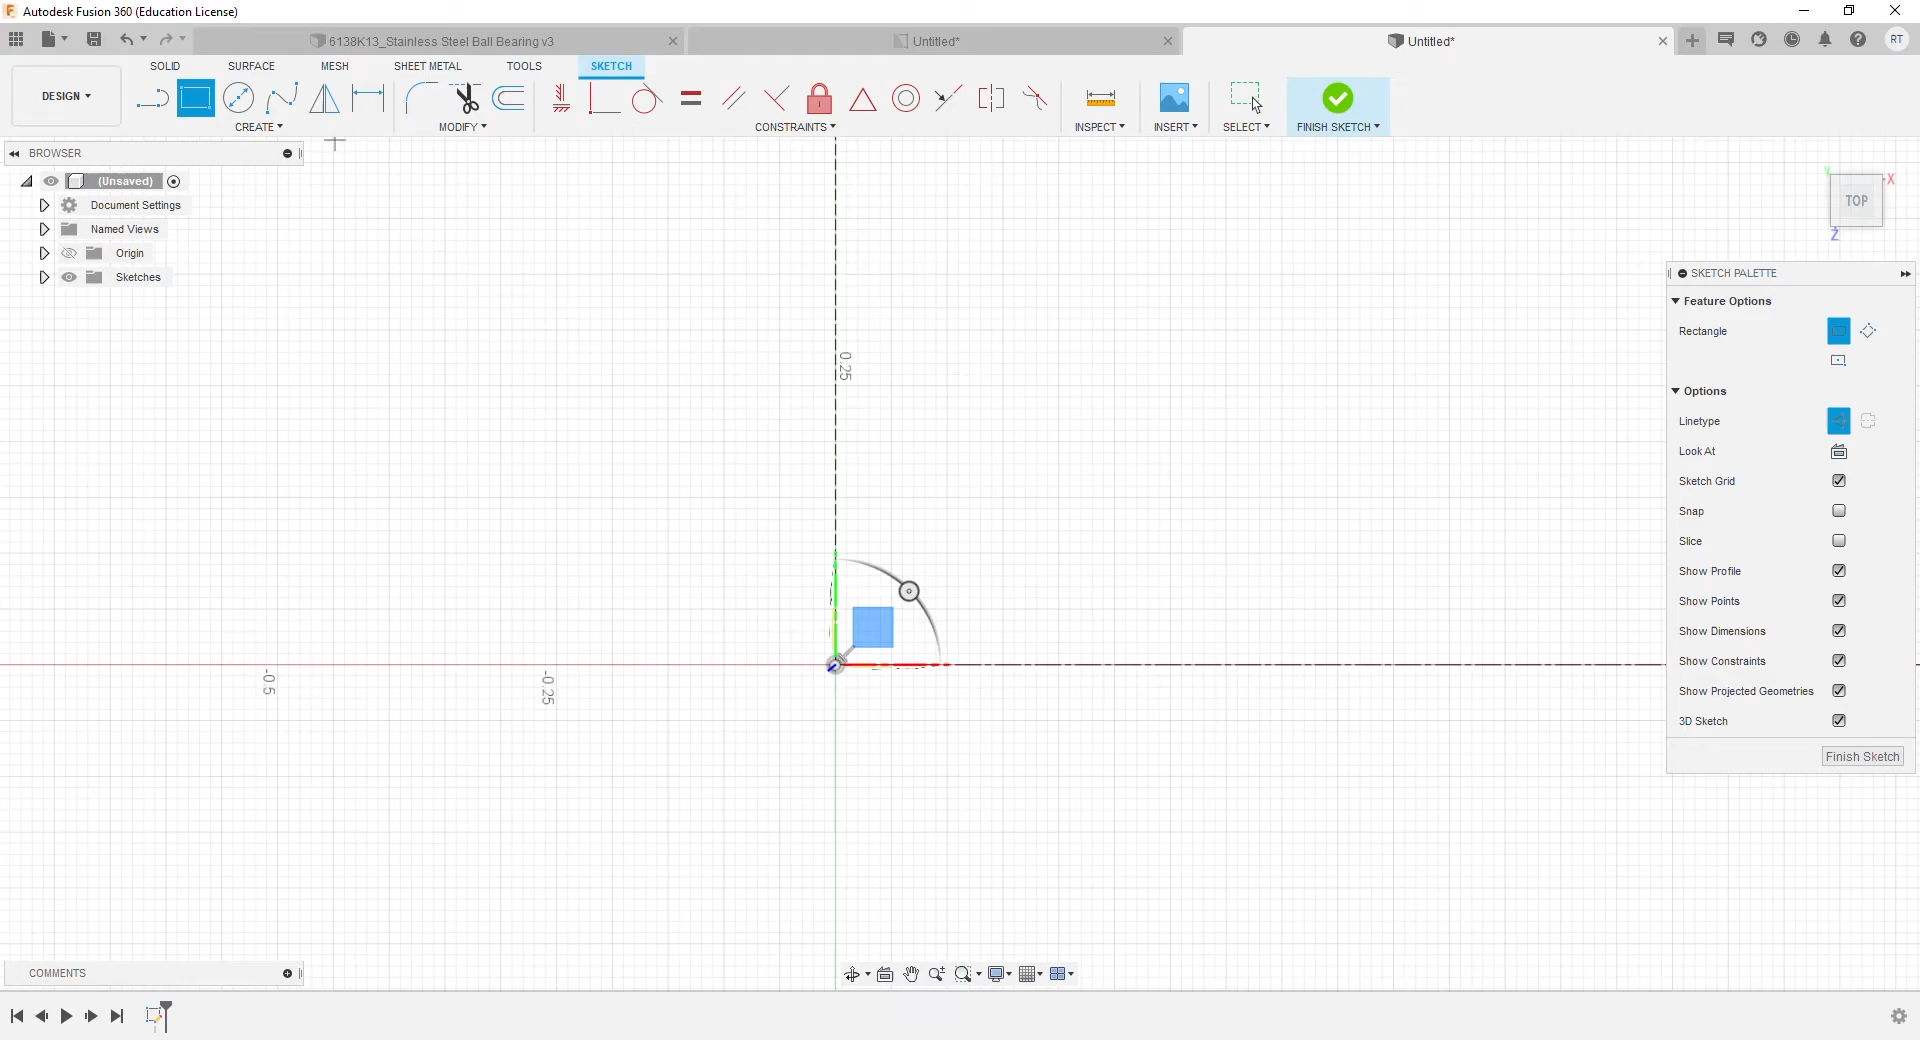 Autodesk Fusion 360 (Education License)
6138K13_Stainless Steel Ball Bearing v3
Untitled*
Untitled*
RT
SOLID
SURFACE
MESH
SHEET METAL
TOOLS
SKETCH
DESIGN
CREATE
MODIFY
CONSTRAINTS
INSPECT
INSERT
SELECT
FINISH SKETCH
BROWSER
(Unsaved)
Document Settings
Named Views
Origin
Sketches
0.25
-0.5
-0.25
Y
X
TOP
Z
SKETCH PALETTE
Feature Options
Rectangle
Options
Linetype
Look At
Sketch Grid
Snap
Slice
Show Profile
Show Points
Show Dimensions
Show Constraints
Show Projected Geometries
3D Sketch
Finish Sketch
COMMENTS